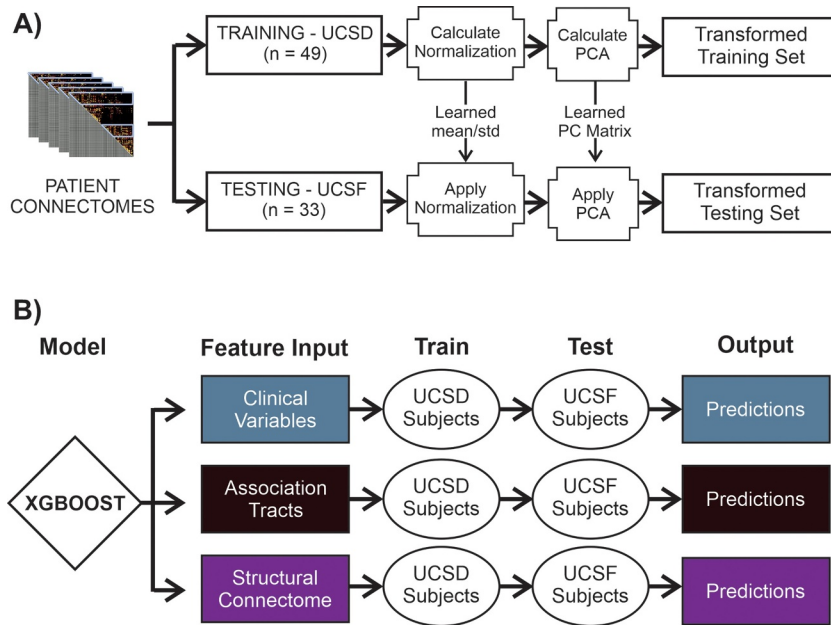 A)
TRAINING - UCSD
(n = 49)
Calculate
Normalization
Calculate
PCA
Transformed
Training Set
Learned
mean/std
Learned
PC Matrix
PATIENT
CONNECTOMES
TESTING - UCSF
(n = 33)
Apply
Normalization
Apply
PCA
Transformed
Testing Set
B)
Model
Feature Input
Train
Test
Output
XGBOOST
Clinical
Variables
UCSD
Subjects
UCSF
Subjects
Predictions
Association
Tracts
UCSD
Subjects
UCSF
Subjects
Predictions
Structural
Connectome
UCSD
Subjects
UCSF
Subjects
Predictions